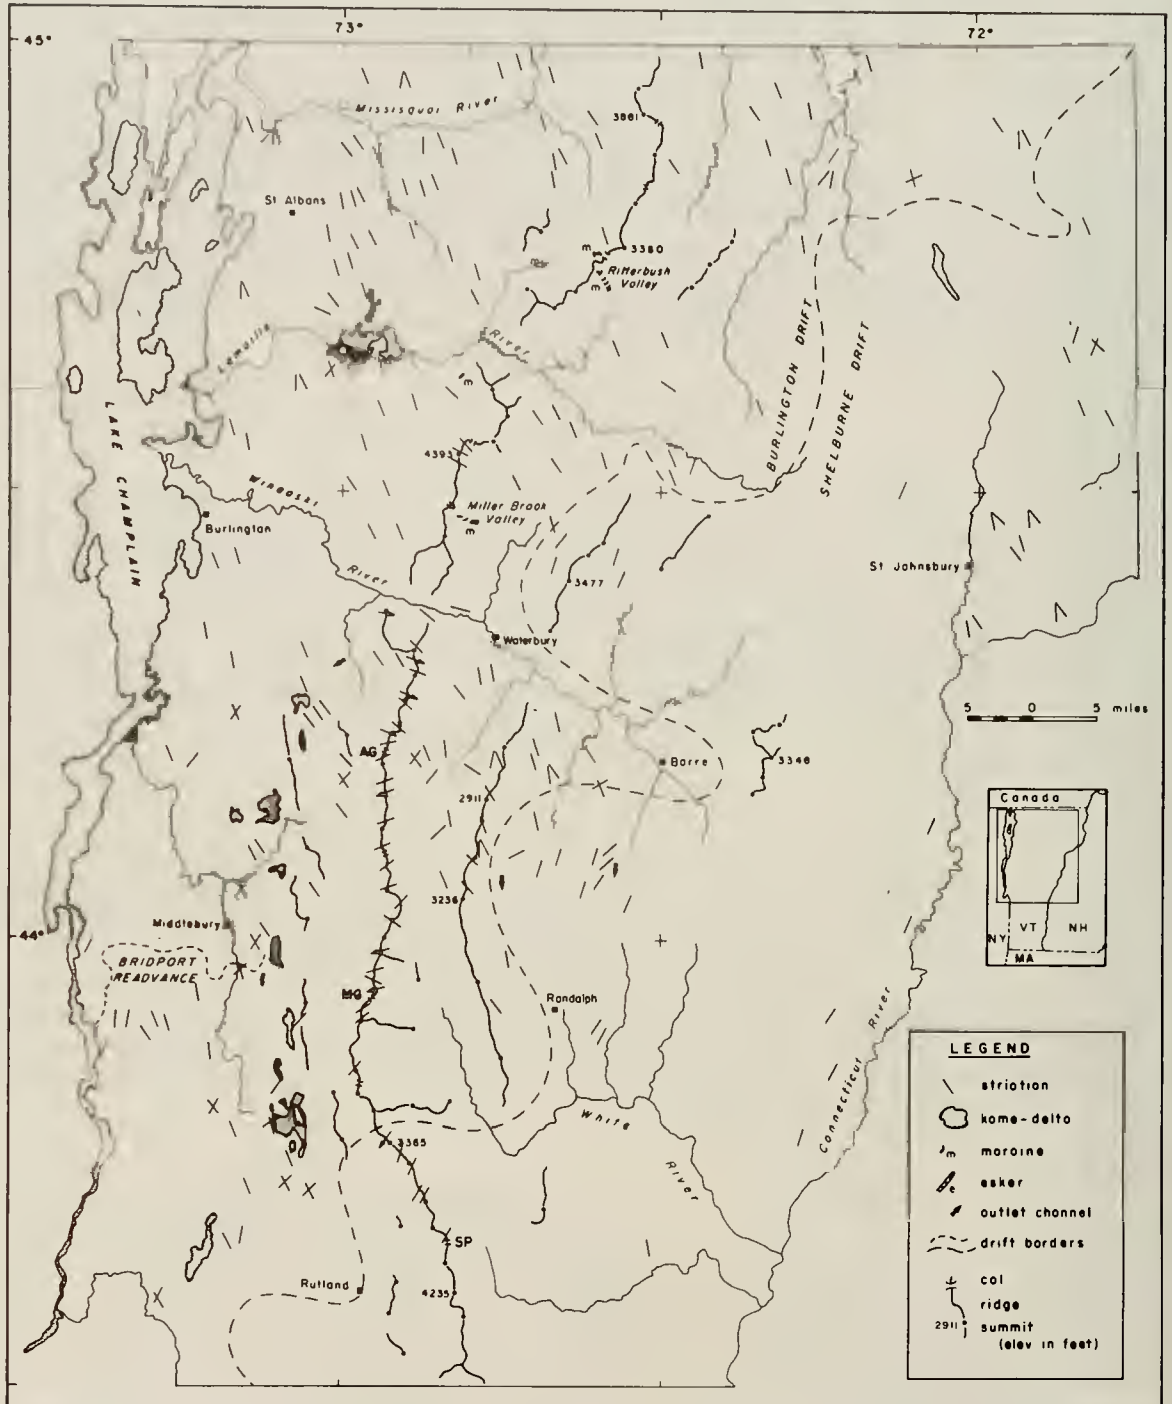 73°
72°
45°
MISSISQUOI RIVER
3861
St Albans
m
3380
m
Ritterbush
Valley
m
m
Lamoille
River
BURLINGTON DRIFT
SHELBURNE DRIFT
m
LAKE CHAMPLAIN
4393
Winooski
Miller Brook
Valley
m
Burlington
River
3477
St Johnsbury
Waterbury
5 0 5 miles
AG
Barre
3346
2911
Canada
NY
VT
NH
MA
3236
Middlebury
44°
BRIDPORT
READVANCE
MG
Randolph
Connecticut River
White
River
3365
SP
Rutland
4235
LEGEND
striation
kame-delta
m moraine
e esker
outlet channel
drift borders
col
ridge
2911 summit
(elev in feet)